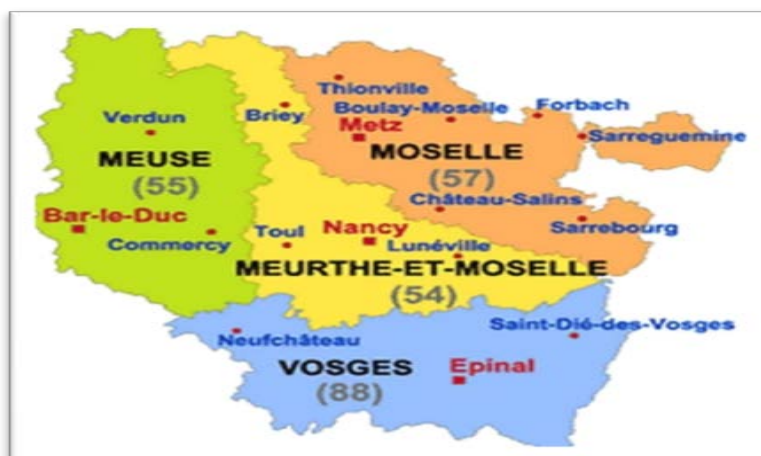 Thionville
Verdun
Briey
Boulay-Moselle
Forbach
Metz
Sarreguemine
MEUSE
(55)
MOSELLE
(57)
Château-Salins
Bar-le-Duc
Commercy
Toul
Nancy
Lunéville
Sarrebourg
MEURTHE-ET-MOSELLE
(54)
Neufchâteau
Saint-Dié-des-Vosges
VOSGES
(88)
Epinal